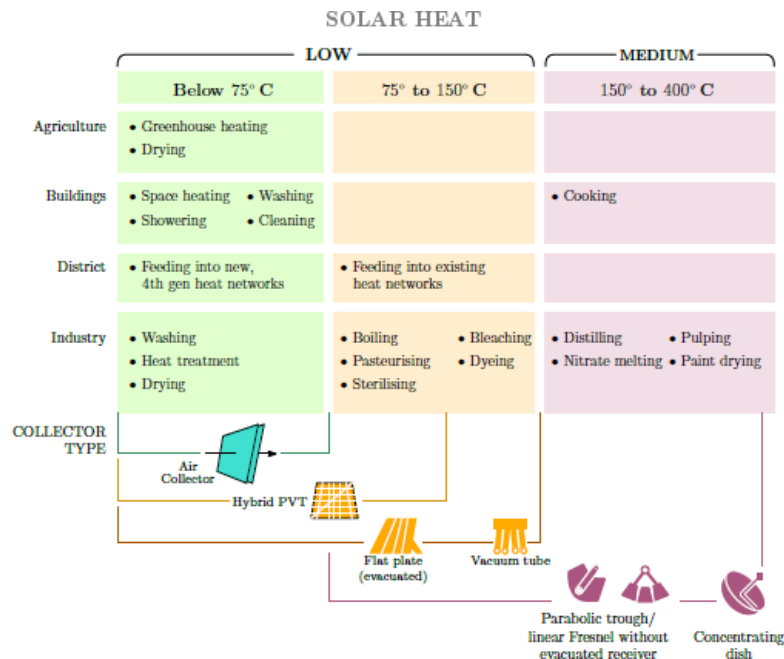 SOLAR HEAT
LOW
MEDIUM
Below 75° C
75° to 150° C
150° to 400° C
Agriculture
• Greenhouse heating
• Drying
Buildings
• Space heating
• Washing
• Showering
• Cleaning
• Cooking
District
• Feeding into new,
4th gen heat networks
• Feeding into existing
heat networks
Industry
• Washing
• Heat treatment
• Drying
• Boiling
• Bleaching
• Pasteurising
• Dyeing
• Sterilising
• Distilling
• Pulping
• Nitrate melting
• Paint drying
COLLECTOR
TYPE
Air
Collector
Hybrid PVT
Flat plate
(evacuated)
Vacuum tube
Parabolic trough/
linear Fresnel without
evacuated receiver
Concentrating
dish